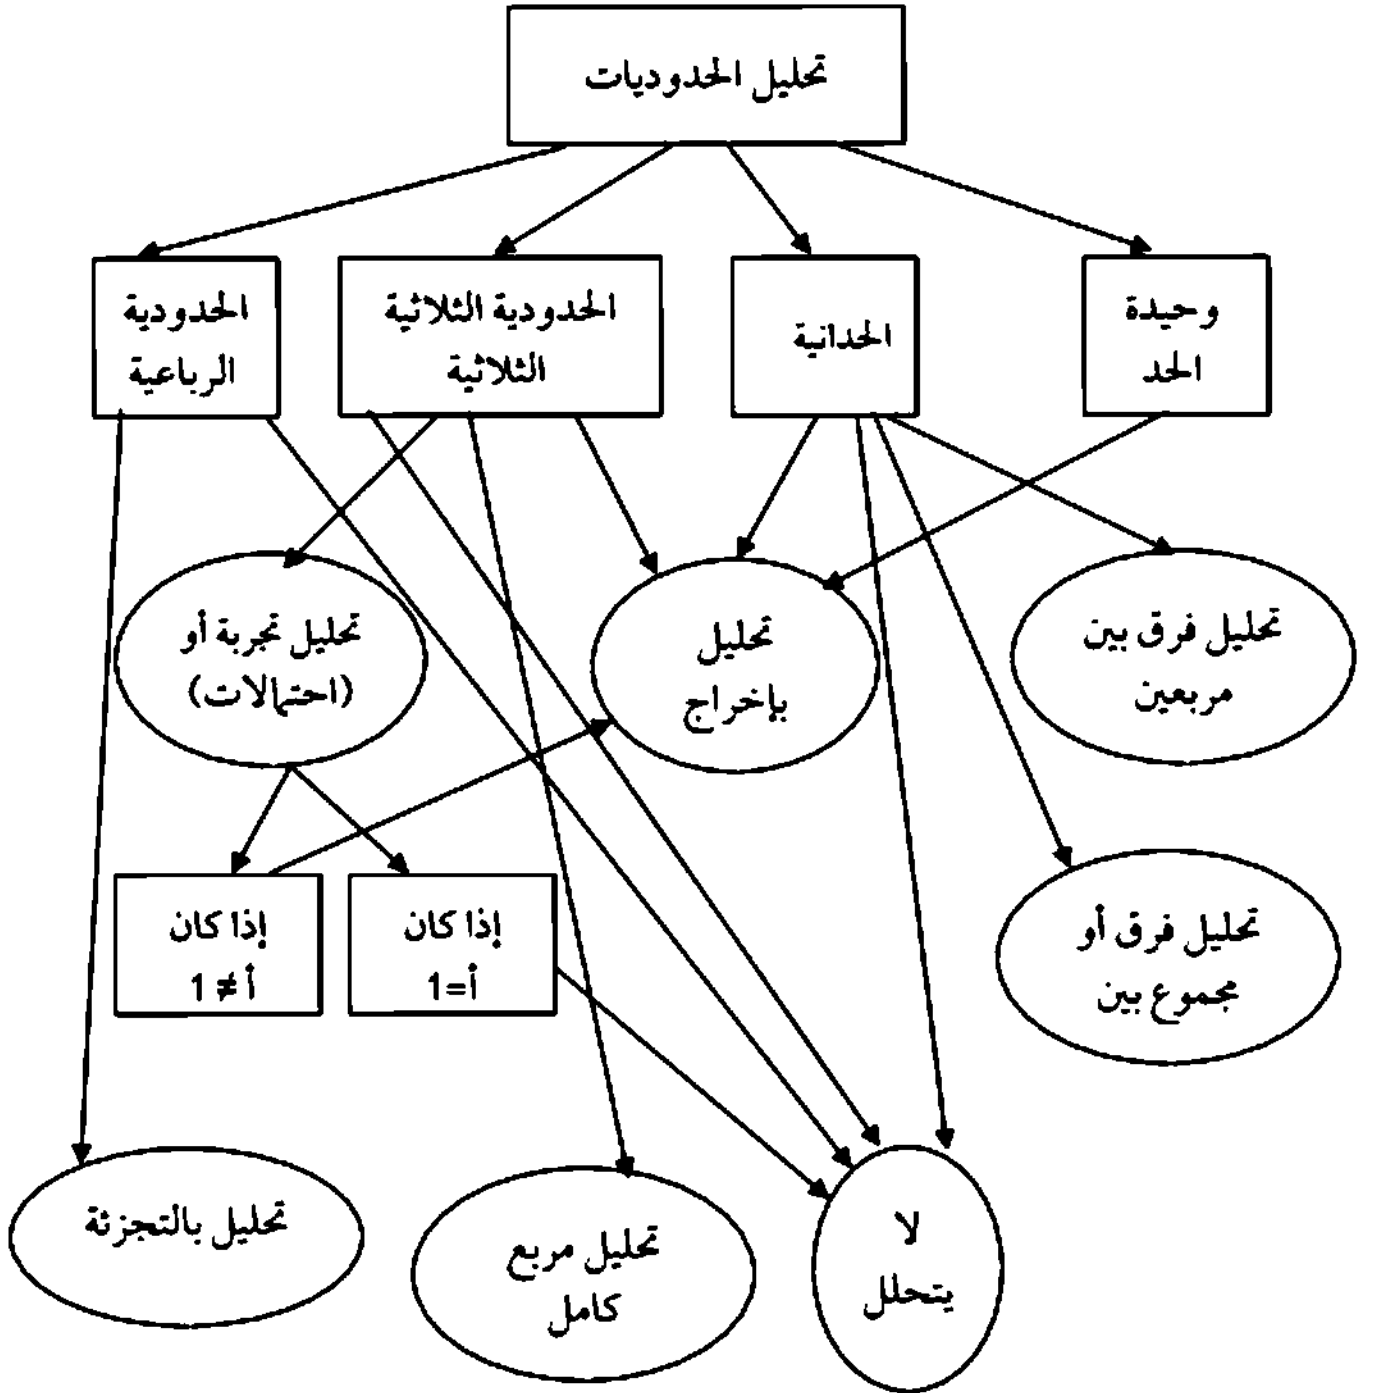 تحليل الحدوديات
وحيدة
الحد
الحدانية
الحدودية الثلاثية
الثلاثية
الحدودية
الرباعية
تحليل فرق بين
مربعين
تحليل
بإخراج
تحليل تجربة أو
(احتمالات)
تحليل فرق أو
مجموع بين
إذا كان
أ=1
إذا كان
أ ≠ 1
لا
يتحلل
تحليل مربع
كامل
تحليل بالتجزئة